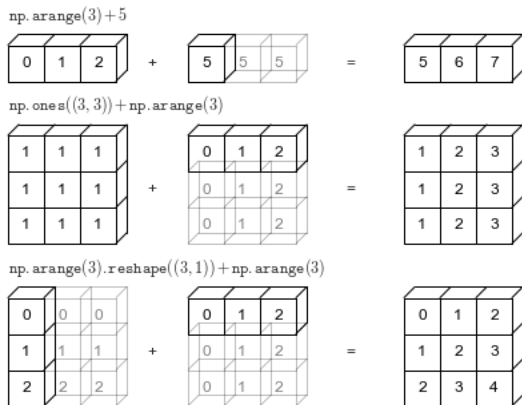 np.arange(3)+5
0 1 2 + 5 5 5 = 5 6 7
np.ones((3,3))+np.arange(3)
1 1 1 0 1 2 1 2 3
1 1 1 + 0 1 2 = 1 2 3
1 1 1 0 1 2 1 2 3
np.arange(3).reshape((3,1))+np.arange(3)
0 0 0 0 1 2 0 1 2
1 1 1 + 0 1 2 = 1 2 3
2 2 2 0 1 2 2 3 4